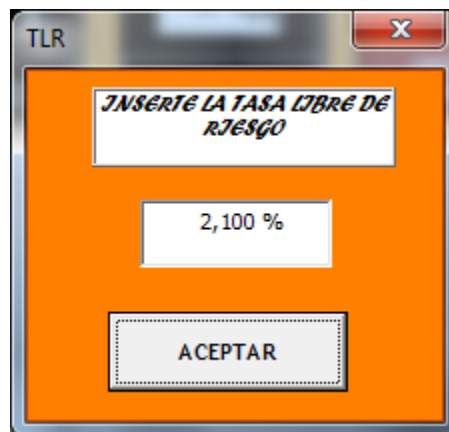 TLR
INSERTE LA TASA LIBRE DE
RIESGO
2,100 %
ACEPTAR